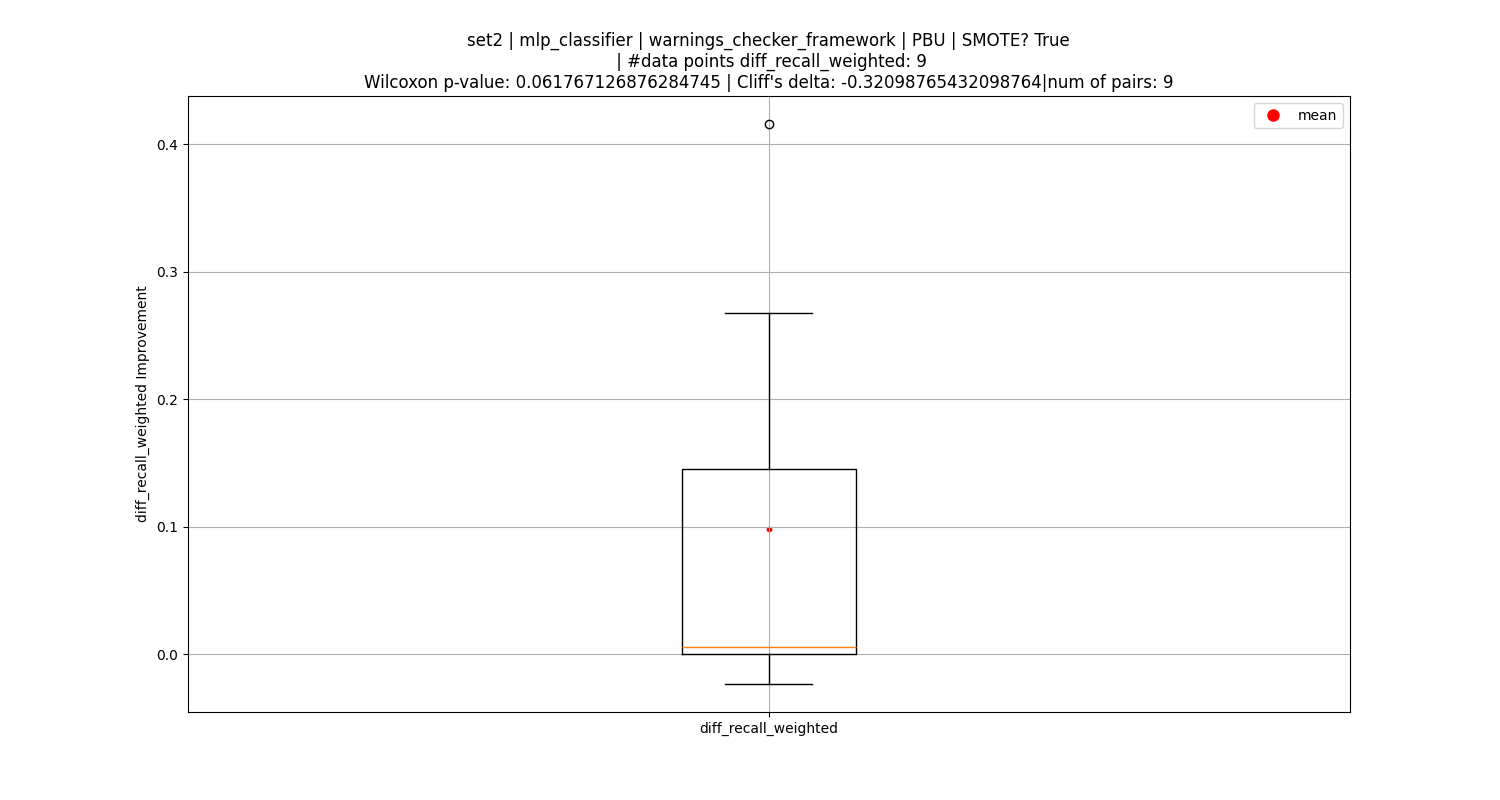 set2 | mlp_classifier | warnings_checker_framework | PBU | SMOTE? True
| #data points diff_recall_weighted: 9
Wilcoxon p-value: 0.061767126876284745 | Cliff's delta: -0.32098765432098764|num of pairs: 9
mean
0.4
0.3
0.2
0.1
0.0
diff_recall_weighted Improvement
diff_recall_weighted